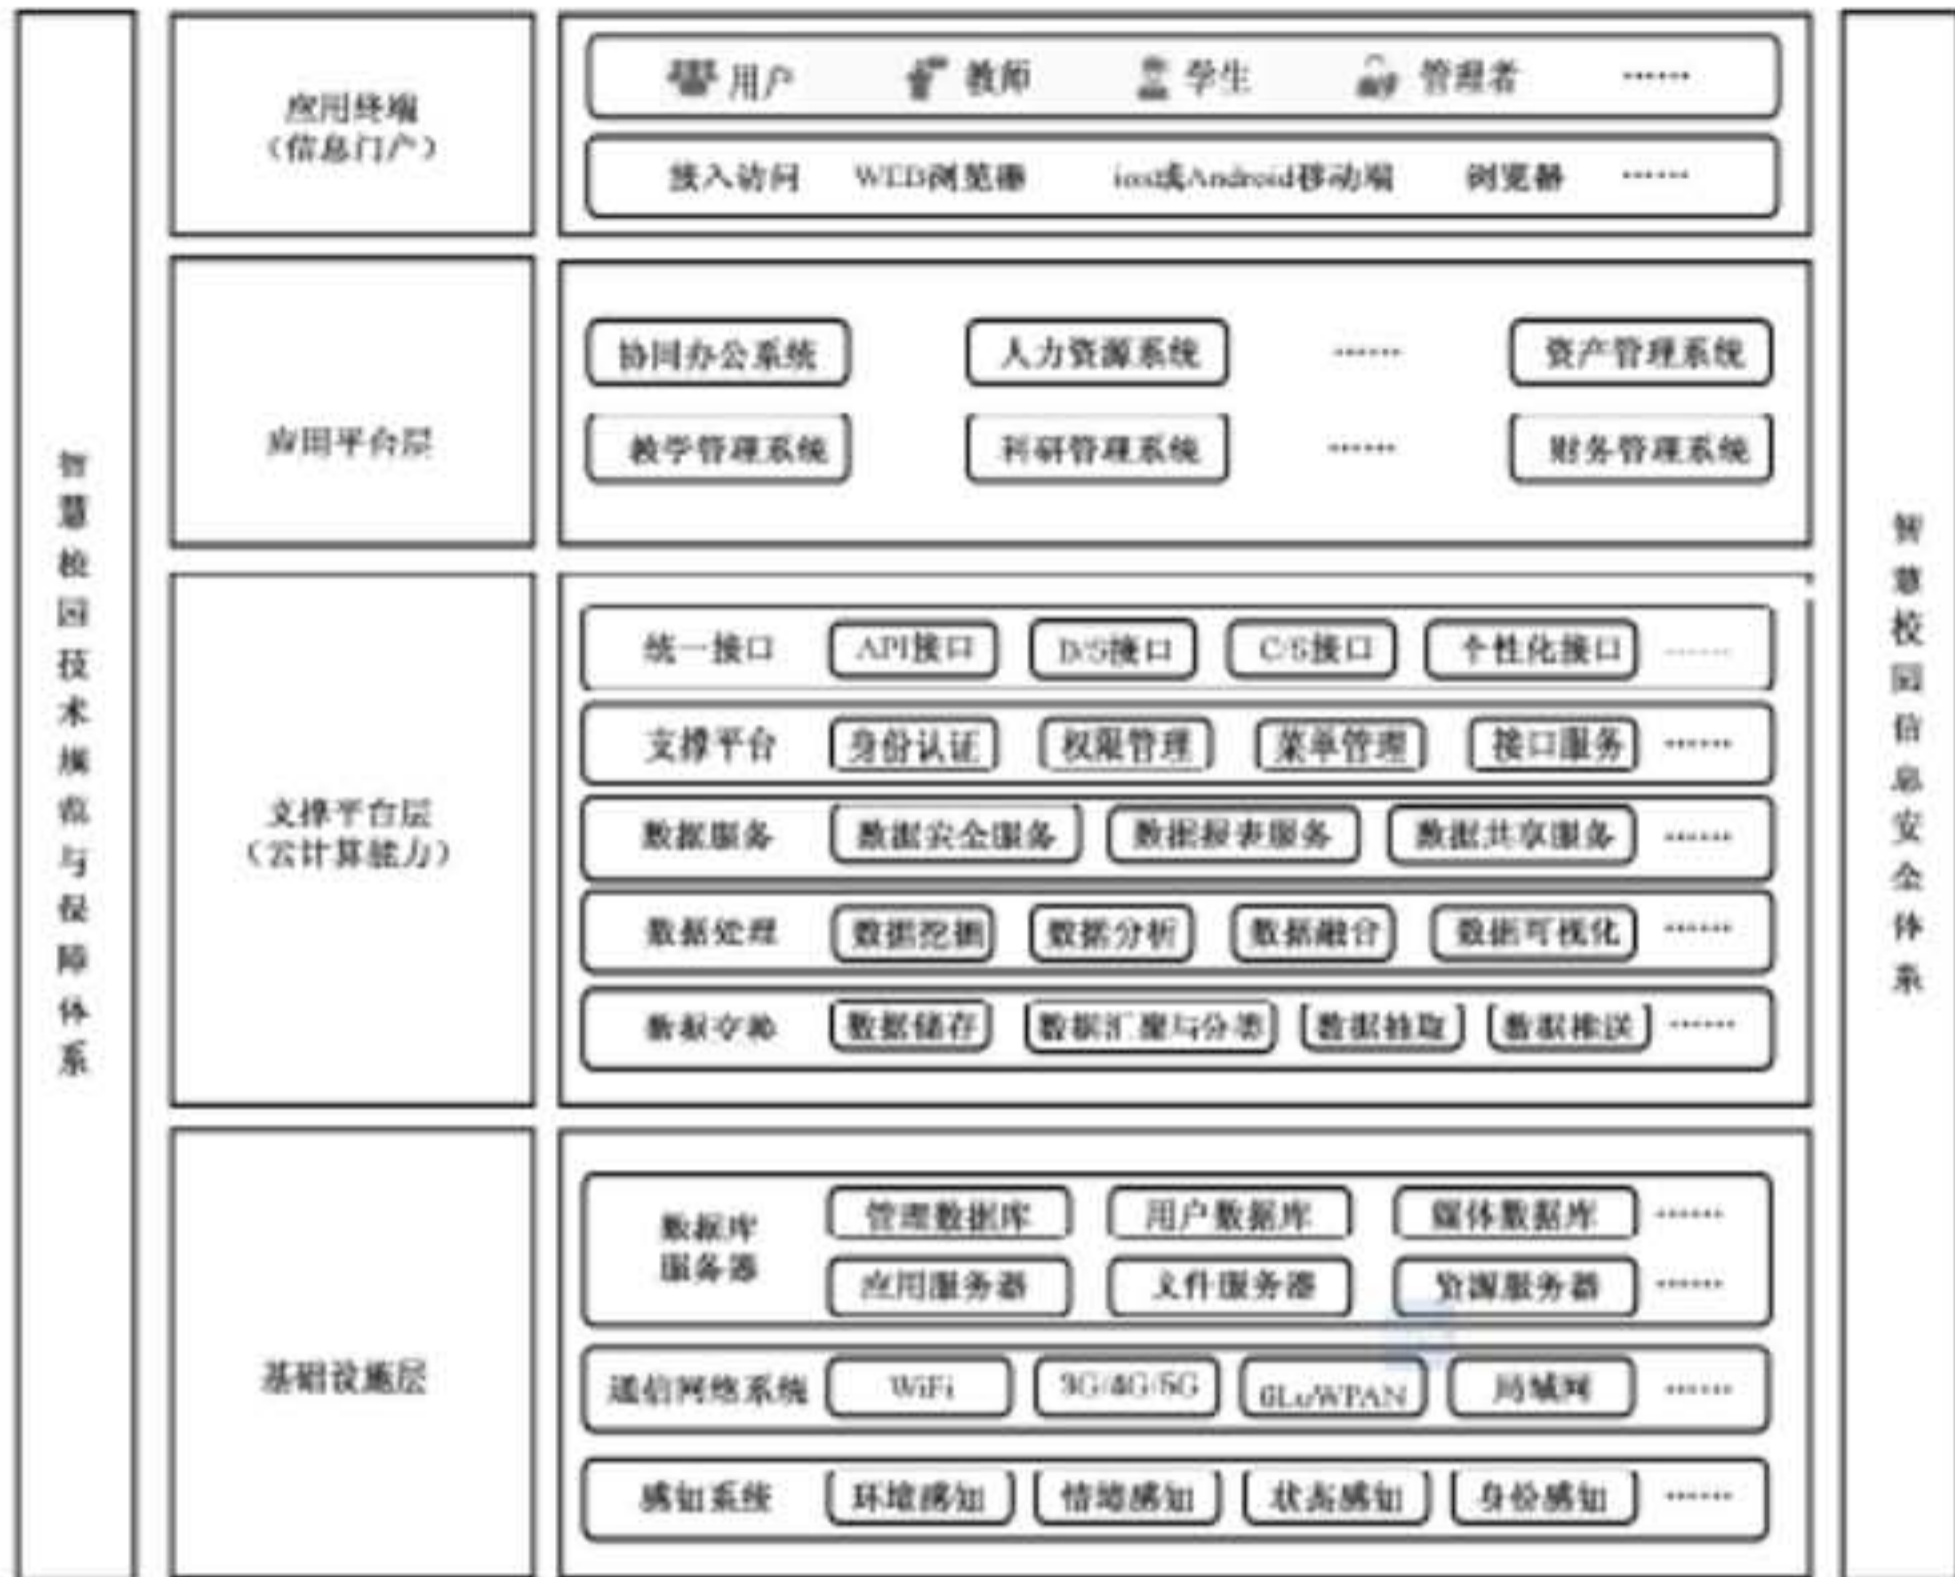 智慧校园技术规范与保障体系
应用终端
（信息门户）
用户 教师 学生 管理者 ……
接入访问 WEB浏览器 ios或Android移动端 浏览器 ……
应用平台层
协同办公系统 人力资源系统 …… 资产管理系统
教学管理系统 科研管理系统 …… 财务管理系统
支撑平台层
（云计算能力）
统一接口 API接口 B/S接口 C/S接口 个性化接口 ……
支撑平台 身份认证 权限管理 菜单管理 接口服务 ……
数据服务 数据安全服务 数据报表服务 数据共享服务 ……
数据处理 数据挖掘 数据分析 数据融合 数据可视化 ……
数据交换 数据储存 数据汇聚与分类 数据抽取 数据推送 ……
基础设施层
数据库
服务器
管理数据库 用户数据库 媒体数据库 ……
应用服务器 文件服务器 资源服务器 ……
通信网络系统 WiFi 3G/4G/5G 6LoWPAN 局域网 ……
感知系统 环境感知 情境感知 状态感知 身份感知 ……
智慧校园信息安全体系